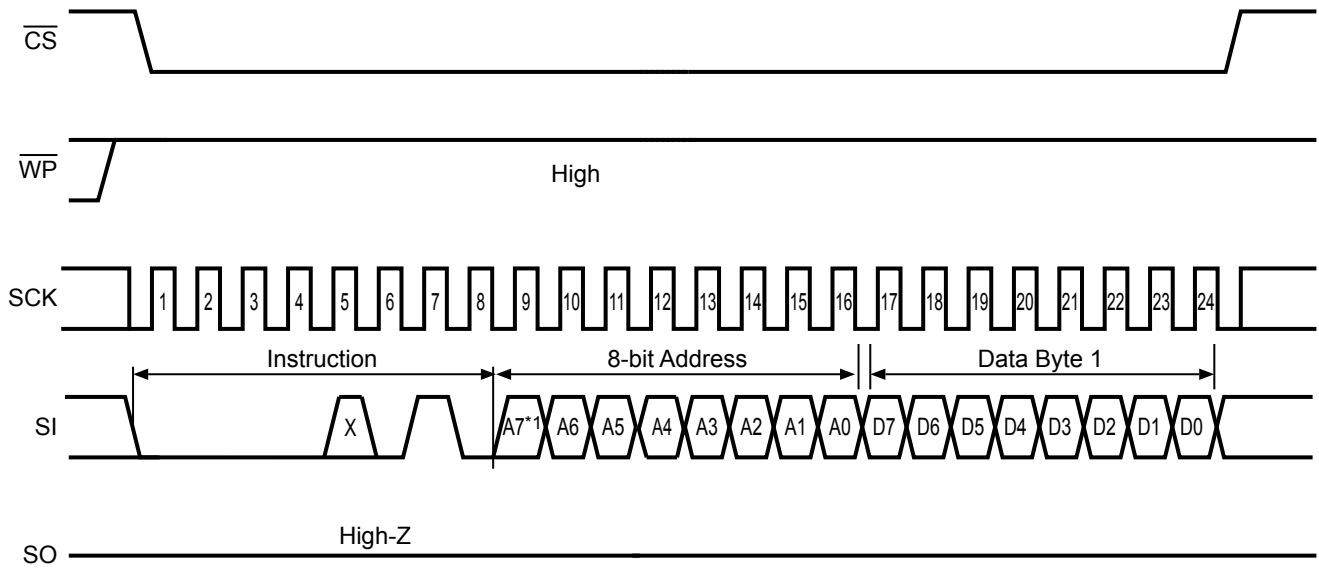 CS
WP
High
SCK 1 2 3 4 5 6 7 8 9 10 11 12 13 14 15 16 17 18 19 20 21 22 23 24
Instruction 8-bit Address Data Byte 1
SI X A7*1 A6 A5 A4 A3 A2 A1 A0 D7 D6 D5 D4 D3 D2 D1 D0
High-Z
SO